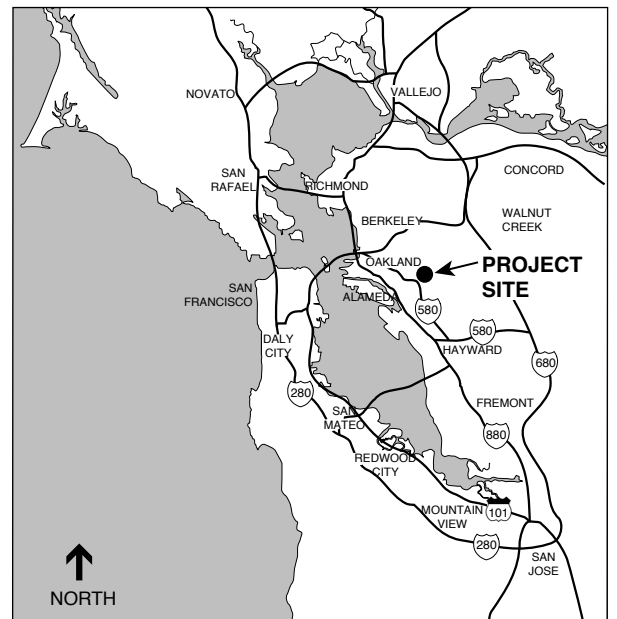 NOVATO
VALLEJO
SAN
RAFAEL
RICHMOND
CONCORD
BERKELEY
WALNUT
CREEK
OAKLAND
PROJECT
SITE
SAN
FRANCISCO
ALAMEDA
580
580
DALY
CITY
HAYWARD
680
280
SAN
MATEO
FREMONT
880
REDWOOD
CITY
MOUNTAIN
VIEW
101
280
SAN
JOSE
NORTH